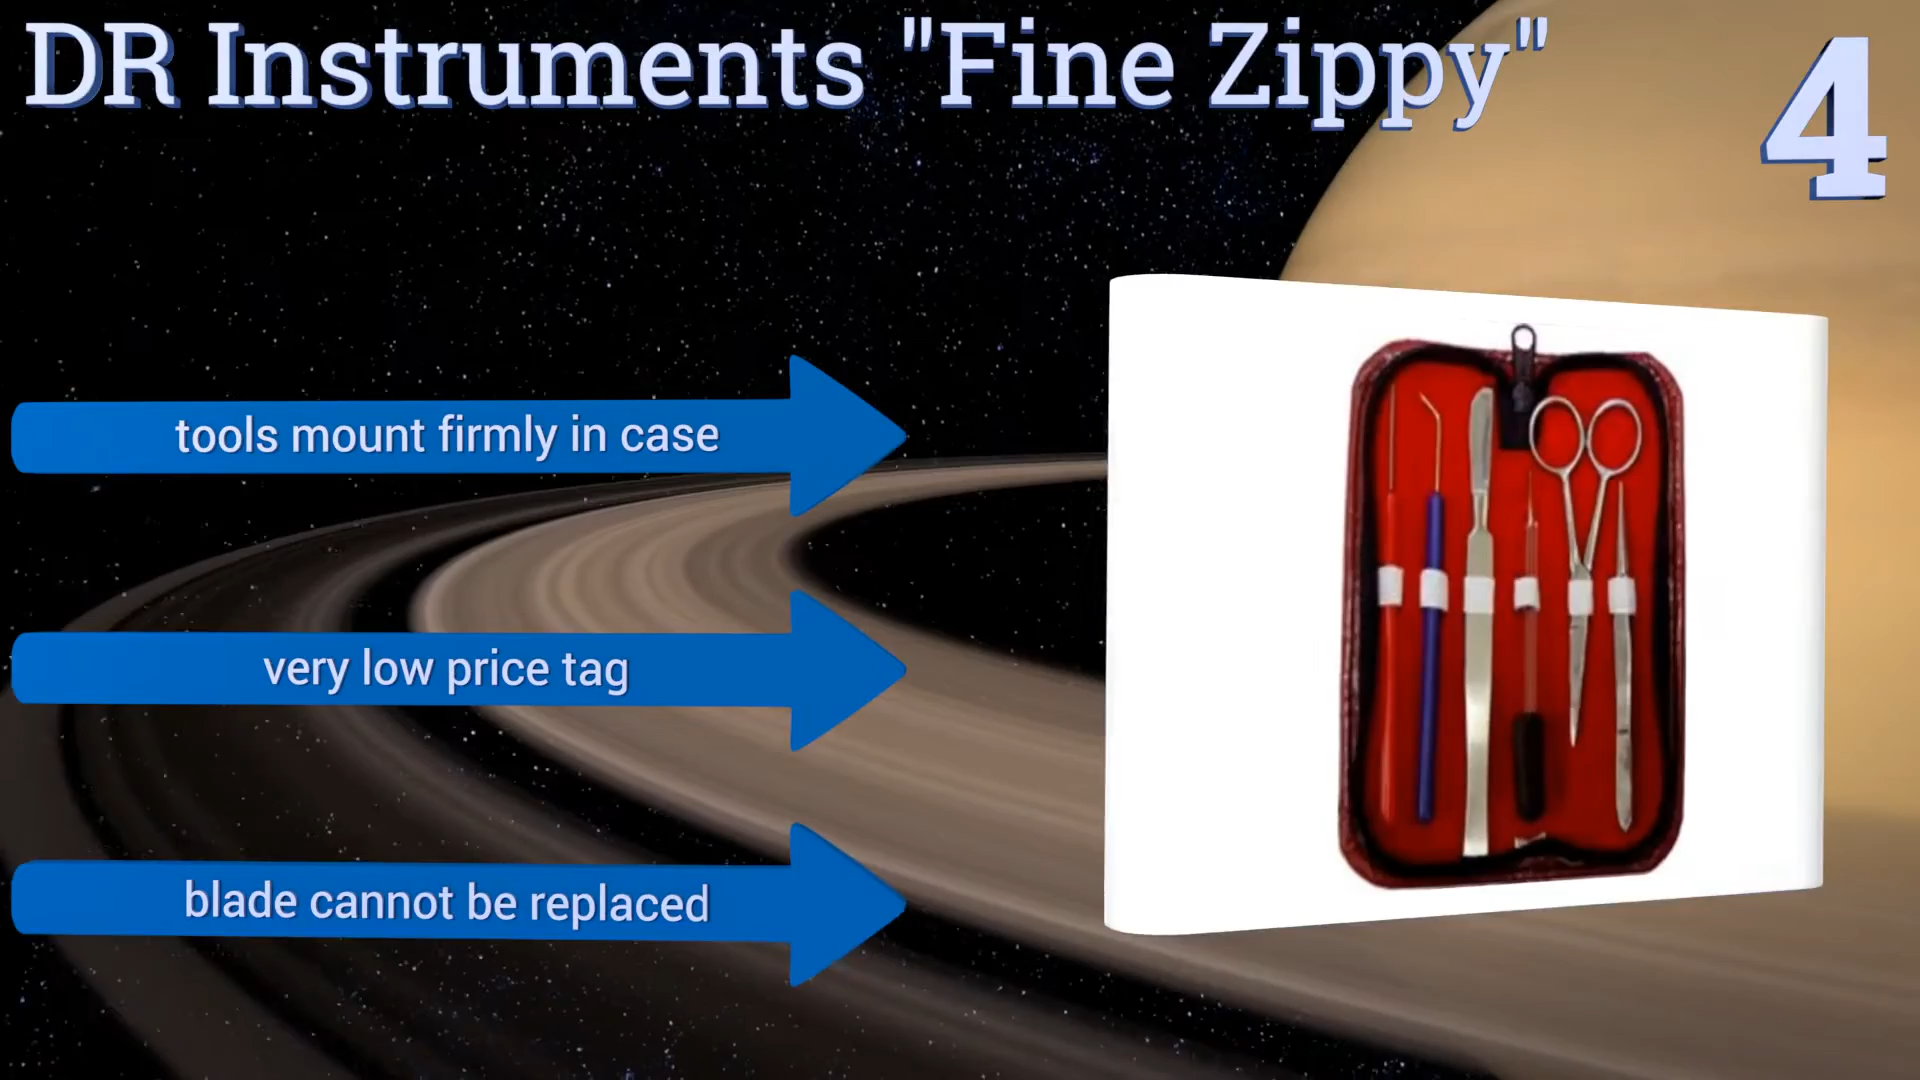 DR Instruments "Fine Zippy"
4
tools mount firmly in case
very low price tag
blade cannot be replaced